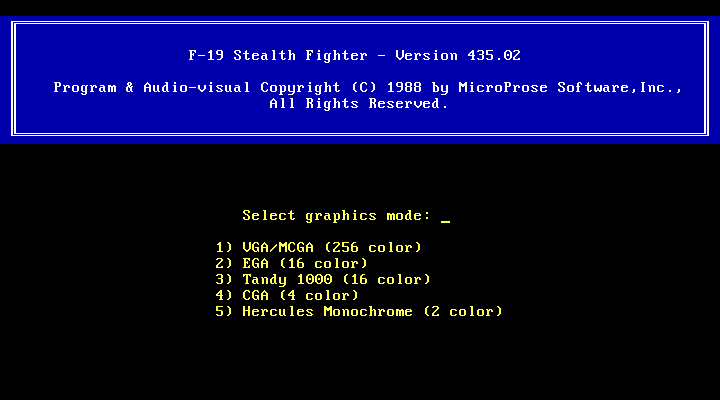 F-19 Stealth Fighter - Version 435.02
Program & Audio-visual Copyright (C) 1988 by MicroProse Software,Inc.,
All Rights Reserved.
Select graphics mode: _
1) VGA/MCGA (256 color)
2) EGA (16 color)
3) Tandy 1000 (16 color)
4) CGA (4 color)
5) Hercules Monochrome (2 color)